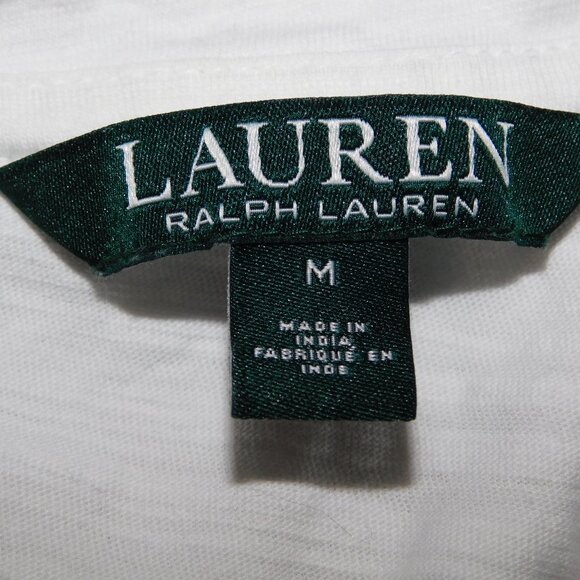 LAUREN
RALPH LAUREN
M
MADE IN
INDIA
FABRIQUÉ EN
INDE